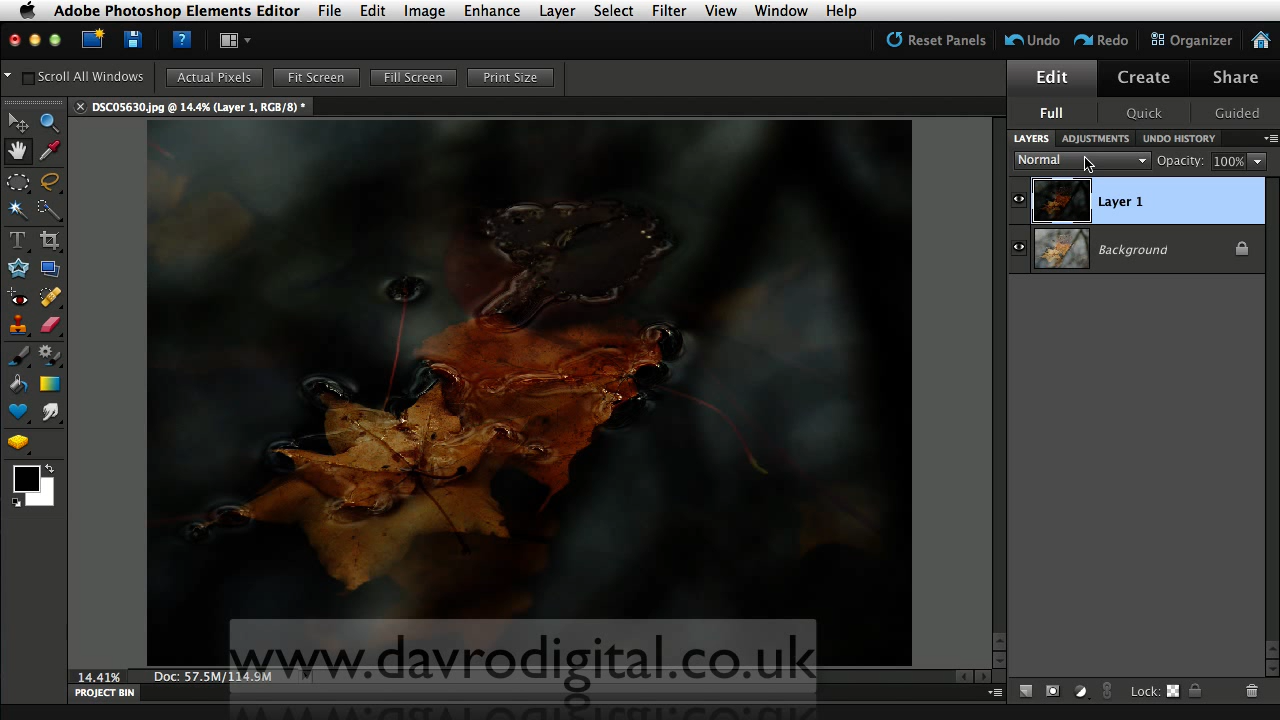 Adobe Photoshop Elements Editor File Edit Image Enhance Layer Select Filter View Window Help
? Reset Panels Undo Redo Organizer
Scroll All Windows Actual Pixels Fit Screen Fill Screen Print Size
Edit Create Share
Full Quick Guided
DSC05630.jpg @ 14.4% (Layer 1, RGB/8) *
LAYERS ADJUSTMENTS UNDO HISTORY
Normal Opacity: 100%
Layer 1
Background
T
www.davrodigital.co.uk
14.41% Doc: 57.5M/114.9M
PROJECT BIN
Lock: